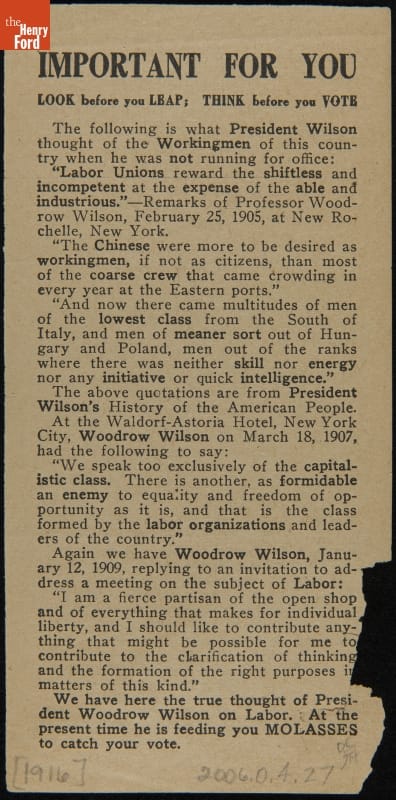 the
Henry
Ford
IMPORTANT FOR YOU
LOOK before you LEAP; THINK before you VOTE
The following is what President Wilson
thought of the Workingmen of this coun-
try when he was not running for office:
"Labor Unions reward the shiftless and
incompetent at the expense of the able and
industrious."—Remarks of Professor Wood-
row Wilson, February 25, 1905, at New Ro-
chelle, New York.
"The Chinese were more to be desired as
workingmen, if not as citizens, than most
of the coarse crew that came crowding in
every year at the Eastern ports."
"And now there came multitudes of men
of the lowest class from the South of
Italy, and men of meaner sort out of Hun-
gary and Poland, men out of the ranks
where there was neither skill nor energy
nor any initiative or quick intelligence."
The above quotations are from President
Wilson's History of the American People.
At the Waldorf-Astoria Hotel, New York
City, Woodrow Wilson on March 18, 1907,
had the following to say:
"We speak too exclusively of the capital-
istic class. There is another, as formidable
an enemy to equality and freedom of op-
portunity as it is, and that is the class
formed by the labor organizations and lead-
ers of the country."
Again we have Woodrow Wilson, Janu-
ary 12, 1909, replying to an invitation to ad-
dress a meeting on the subject of Labor:
"I am a fierce partisan of the open shop
and of everything that makes for individual
liberty, and I should like to contribute any-
thing that might be possible for me to
contribute to the clarification of thinking
and the formation of the right purposes in
matters of this kind."
We have here the true thought of Presi-
dent Woodrow Wilson on Labor. At the
present time he is feeding you MOLASSES
to catch your vote.
[1916]
2006.0.4.27